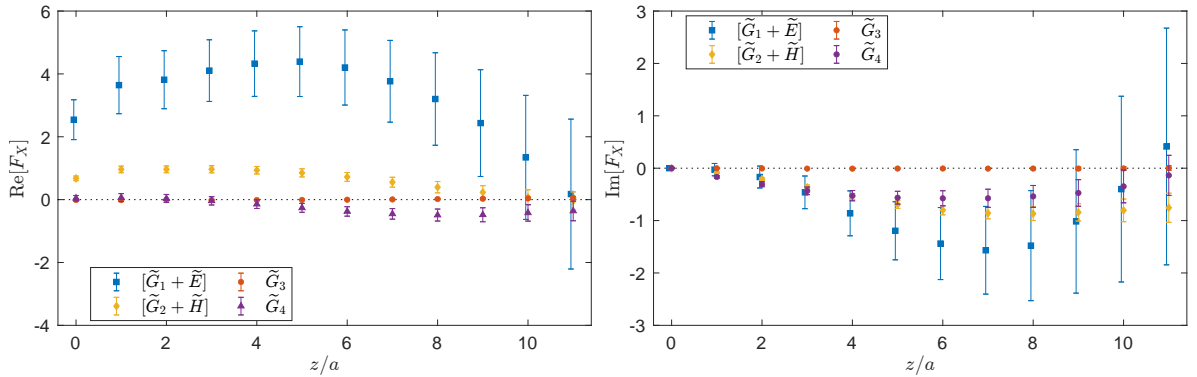 6
4
2
0
-2
-4
Re[F_X]
0 2 4 6 8 10
z/a
[G̃₁ + Ẽ] G̃₃
[G̃₂ + H̃] G̃₄
3
2
1
0
-1
-2
-3
Im[F_X]
0 2 4 6 8 10
z/a
[G̃₁ + Ẽ] G̃₃
[G̃₂ + H̃] G̃₄